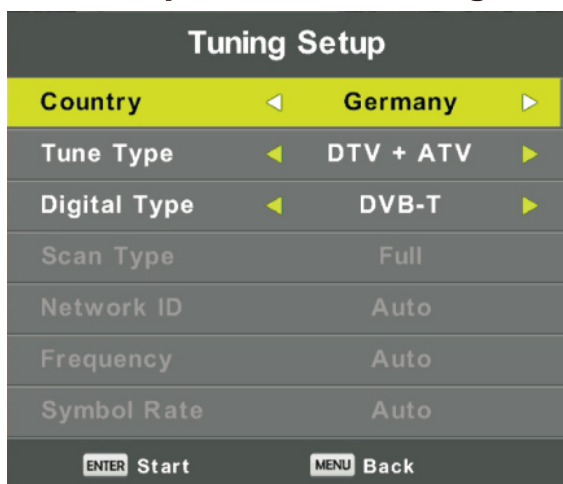 Tuning Setup
Country Germany
Tune Type DTV + ATV
Digital Type DVB-T
Scan Type Full
Network ID Auto
Frequency Auto
Symbol Rate Auto
ENTER Start MENU Back